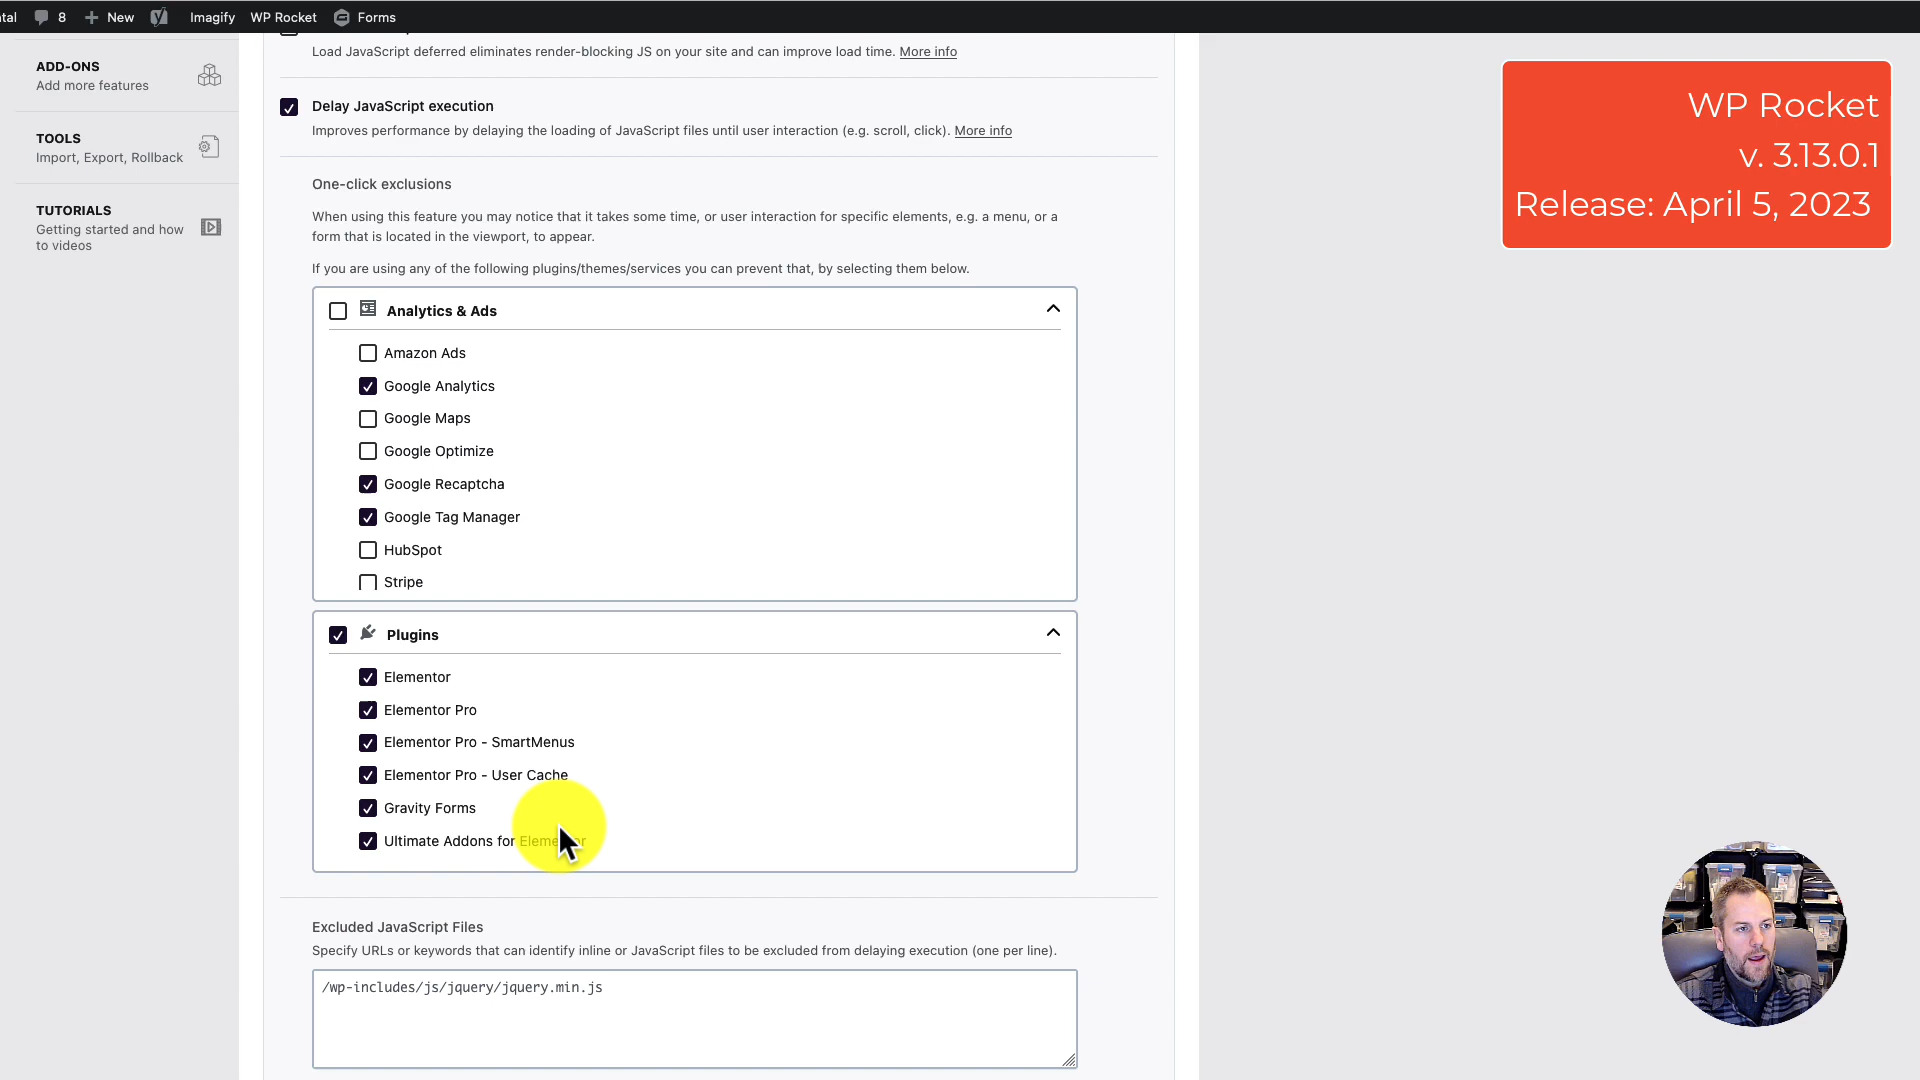 ntal 8 New Imagify WP Rocket Forms
Load JavaScript deferred eliminates render-blocking JS on your site and can improve load time. More info
ADD-ONS
Add more features
TOOLS
Import, Export, Rollback
TUTORIALS
Getting started and how
to videos
Delay JavaScript execution
Improves performance by delaying the loading of JavaScript files until user interaction (e.g. scroll, click). More info
One-click exclusions
When using this feature you may notice that it takes some time, or user interaction for specific elements, e.g. a menu, or a
form that is located in the viewport, to appear.
If you are using any of the following plugins/themes/services you can prevent that, by selecting them below.
Analytics & Ads
Amazon Ads
Google Analytics
Google Maps
Google Optimize
Google Recaptcha
Google Tag Manager
HubSpot
Stripe
Plugins
Elementor
Elementor Pro
Elementor Pro - SmartMenus
Elementor Pro - User Cache
Gravity Forms
Ultimate Addons for Elementor
Excluded JavaScript Files
Specify URLs or keywords that can identify inline or JavaScript files to be excluded from delaying execution (one per line).
/wp-includes/js/jquery/jquery.min.js
WP Rocket
v. 3.13.0.1
Release: April 5, 2023